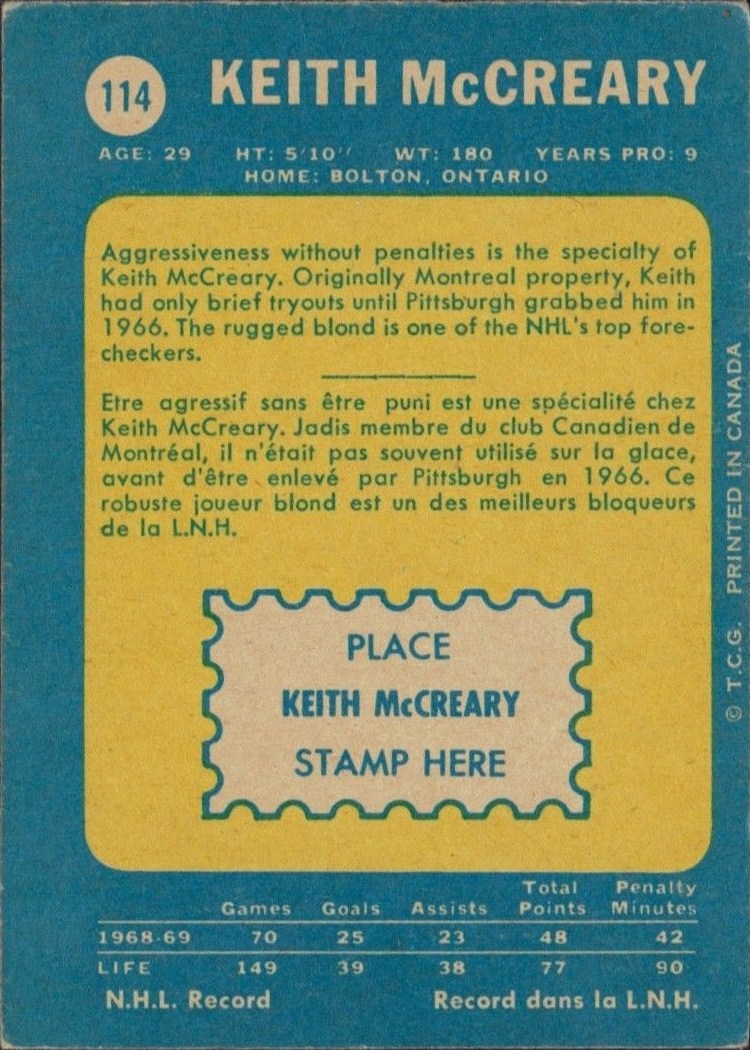 114 KEITH McCREARY
AGE: 29 HT: 5'10'' WT: 180 YEARS PRO: 9
HOME: BOLTON, ONTARIO
Aggressiveness without penalties is the specialty of
Keith McCreary. Originally Montreal property, Keith
had only brief tryouts until Pittsburgh grabbed him in
1966. The rugged blond is one of the NHL's top fore-
checkers.
Etre agressif sans être puni est une spécialité chez
Keith McCreary. Jadis membre du club Canadien de
Montréal, il n'était pas souvent utilisé sur la glace,
avant d'être enlevé par Pittsburgh en 1966. Ce
robuste joueur blond est un des meilleurs bloqueurs
de la L.N.H.
PLACE
KEITH McCREARY
STAMP HERE
Games Goals Assists Total Points Penalty Minutes
1968-69 70 25 23 48 42
LIFE 149 39 38 77 90
N.H.L. Record Record dans la L.N.H.
© T.C.G. PRINTED IN CANADA